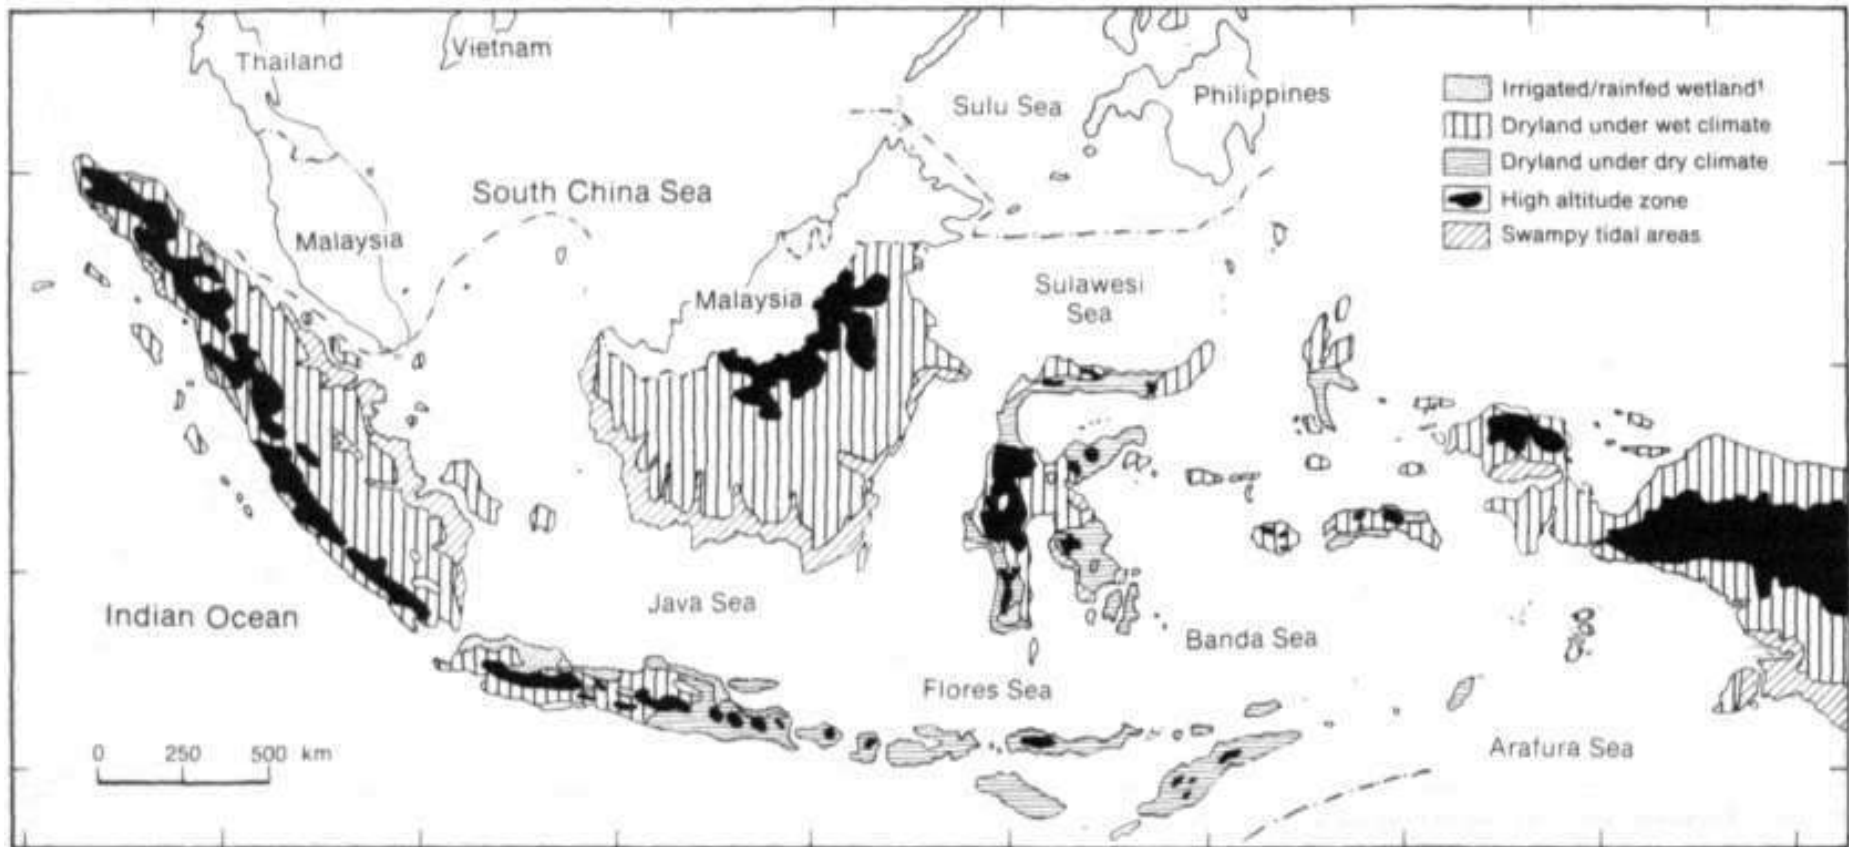 Thailand
Vietnam
Sulu Sea
Philippines
Irrigated/rainfed wetland¹
Dryland under wet climate
Dryland under dry climate
High altitude zone
Swampy tidal areas
South China Sea
Malaysia
Malaysia
Sulawesi
Sea
Indian Ocean
Java Sea
Banda Sea
Flores Sea
Arafura Sea
0 250 500 km